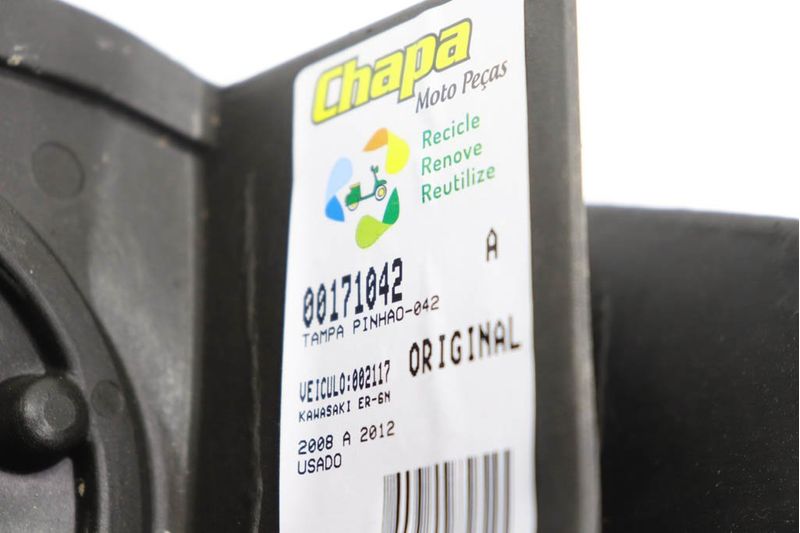 Chapa
Moto Peças
Recicle
Renove
Reutilize
A
00171042
TAMPA PINHAO-042
ORIGINAL
VEICULO:002117
KAWASAKI ER-6N
2008 A 2012
USADO